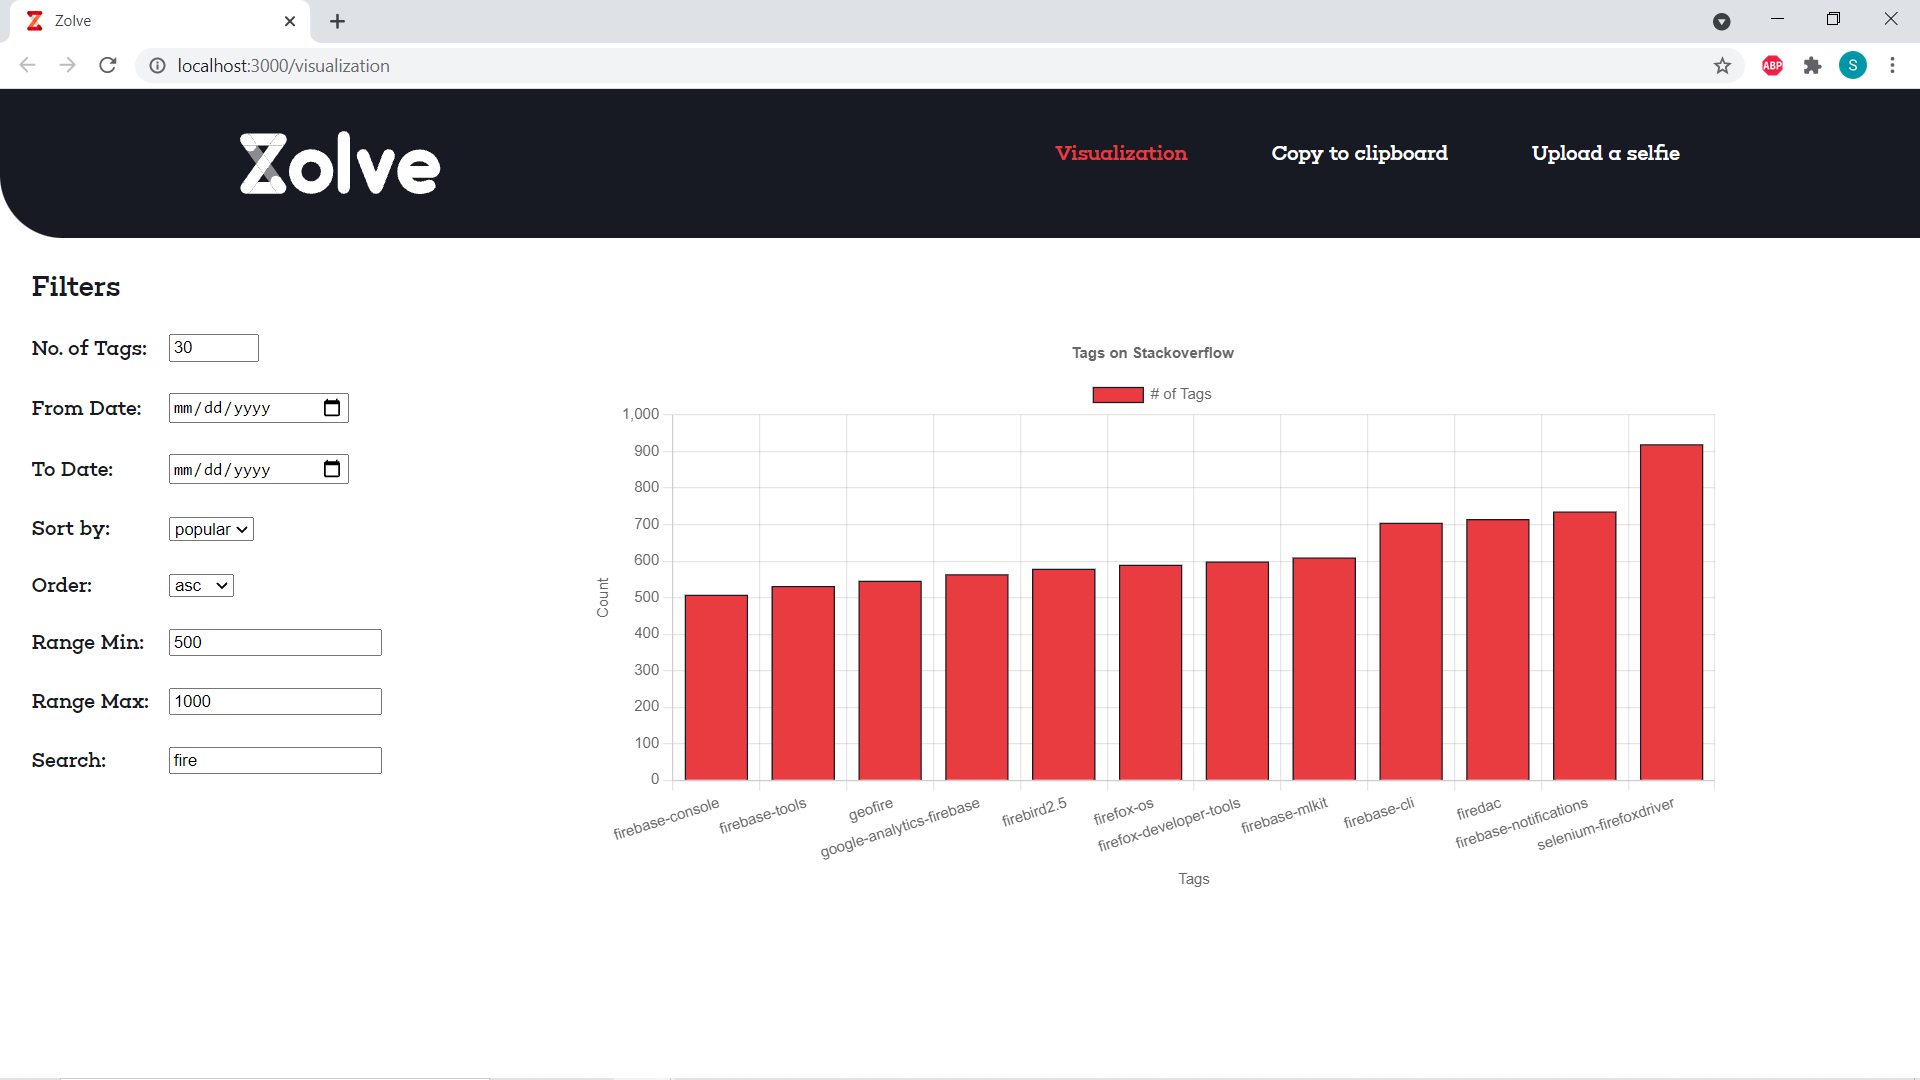 Zolve
localhost:3000/visualization
ABP
S
Zolve
Visualization
Copy to clipboard
Upload a selfie
Filters
No. of Tags: 30
From Date: mm/dd/yyyy
To Date: mm/dd/yyyy
Sort by: popular
Order: asc
Range Min: 500
Range Max: 1000
Search: fire
Tags on Stackoverflow
# of Tags
1,000
900
800
700
600
500
400
300
200
100
0
Count
firebase-console
firebase-tools
geofire
google-analytics-firebase
firebird2.5
firefox-os
firefox-developer-tools
firebase-mlkit
firebase-cli
firedac
firebase-notifications
selenium-firefoxdriver
Tags